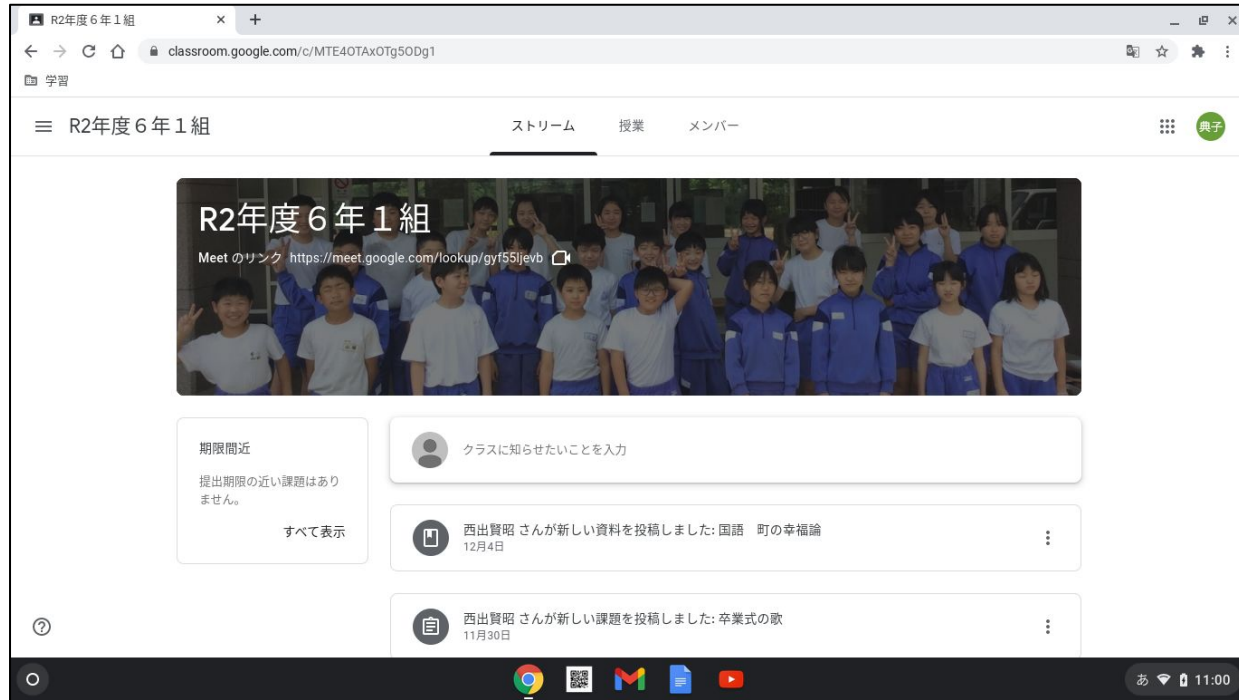 R2年度６年１組
classroom.google.com/c/MTE4OTAxOTg5ODg1
学習
R2年度６年１組
ストリーム
授業
メンバー
典子
R2年度６年１組
Meet のリンク https://meet.google.com/lookup/gyf55ljevb
期限間近
提出期限の近い課題はあり
ません。
すべて表示
クラスに知らせたいことを入力
西出賢昭 さんが新しい資料を投稿しました: 国語　町の幸福論
12月4日
西出賢昭 さんが新しい課題を投稿しました: 卒業式の歌
11月30日
あ 11:00